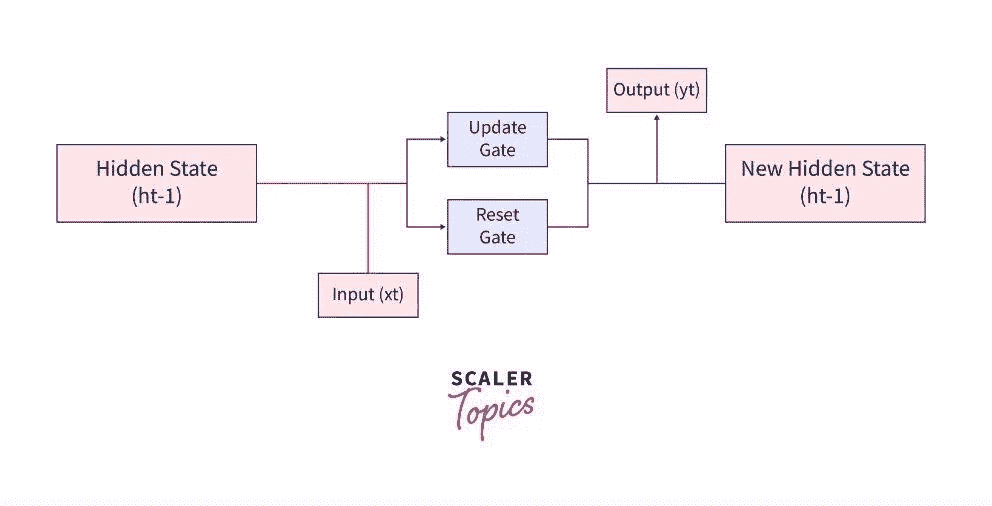 Output (yt)
Update
Gate
Hidden State
(ht-1)
New Hidden State
(ht-1)
Reset
Gate
Input (xt)
SCALER
Topics